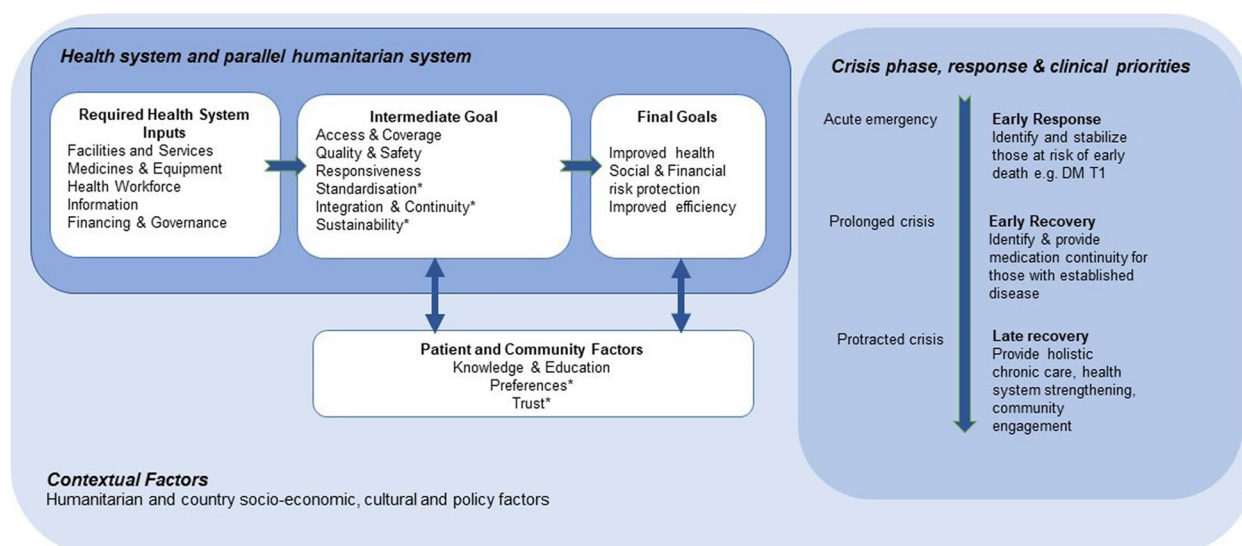 Health system and parallel humanitarian system
Required Health System
Inputs
Facilities and Services
Medicines & Equipment
Health Workforce
Information
Financing & Governance
Intermediate Goal
Access & Coverage
Quality & Safety
Responsiveness
Standardisation*
Integration & Continuity*
Sustainability*
Final Goals
Improved health
Social & Financial
risk protection
Improved efficiency
Patient and Community Factors
Knowledge & Education
Preferences*
Trust*
Contextual Factors
Humanitarian and country socio-economic, cultural and policy factors
Crisis phase, response & clinical priorities
Acute emergency
Early Response
Identify and stabilize
those at risk of early
death e.g. DM T1
Prolonged crisis
Early Recovery
Identify & provide
medication continuity for
those with established
disease
Protracted crisis
Late recovery
Provide holistic
chronic care, health
system strengthening,
community
engagement